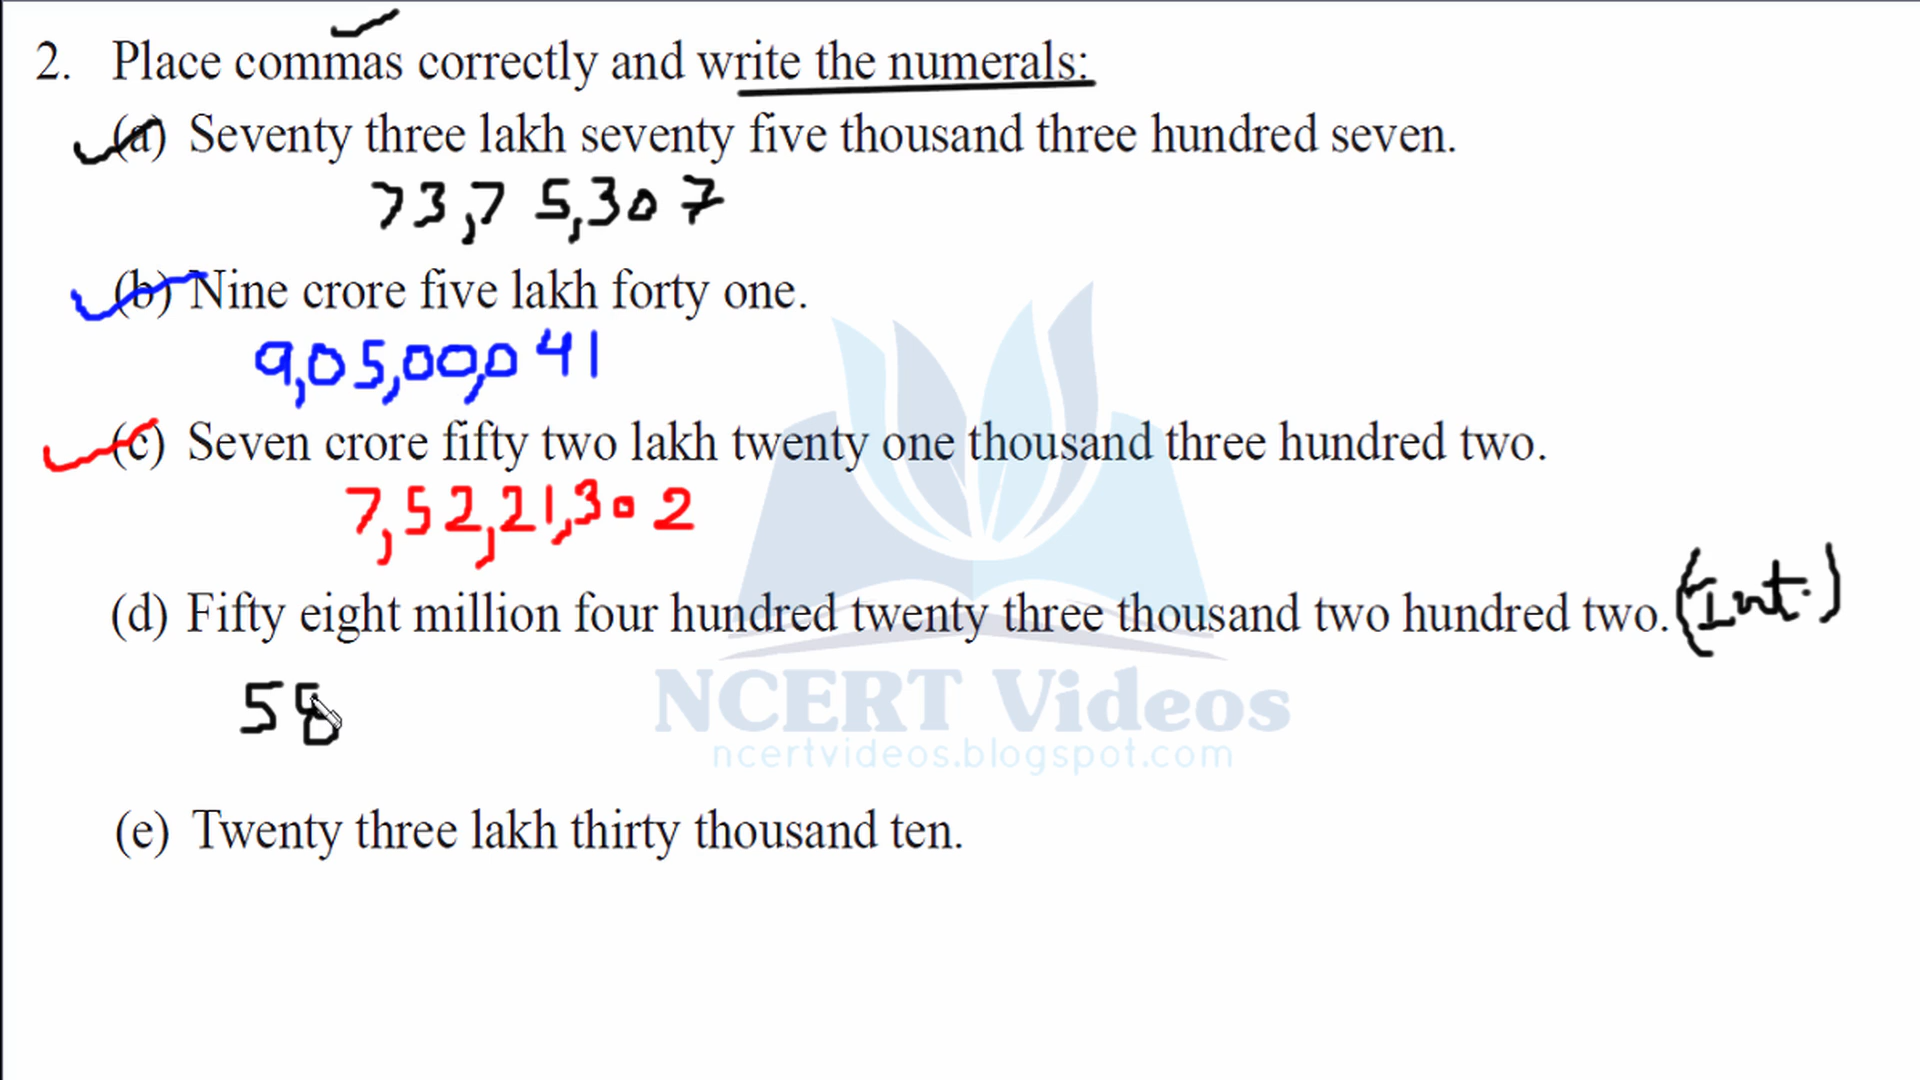 2. Place commas correctly and write the numerals:
(a) Seventy three lakh seventy five thousand three hundred seven.
73,75,307
(b) Nine crore five lakh forty one.
9,05,00,041
(c) Seven crore fifty two lakh twenty one thousand three hundred two.
7,52,21,302
(d) Fifty eight million four hundred twenty three thousand two hundred two. (Int.)
58
NCERT Videos
ncertvideos.blogspot.com
(e) Twenty three lakh thirty thousand ten.